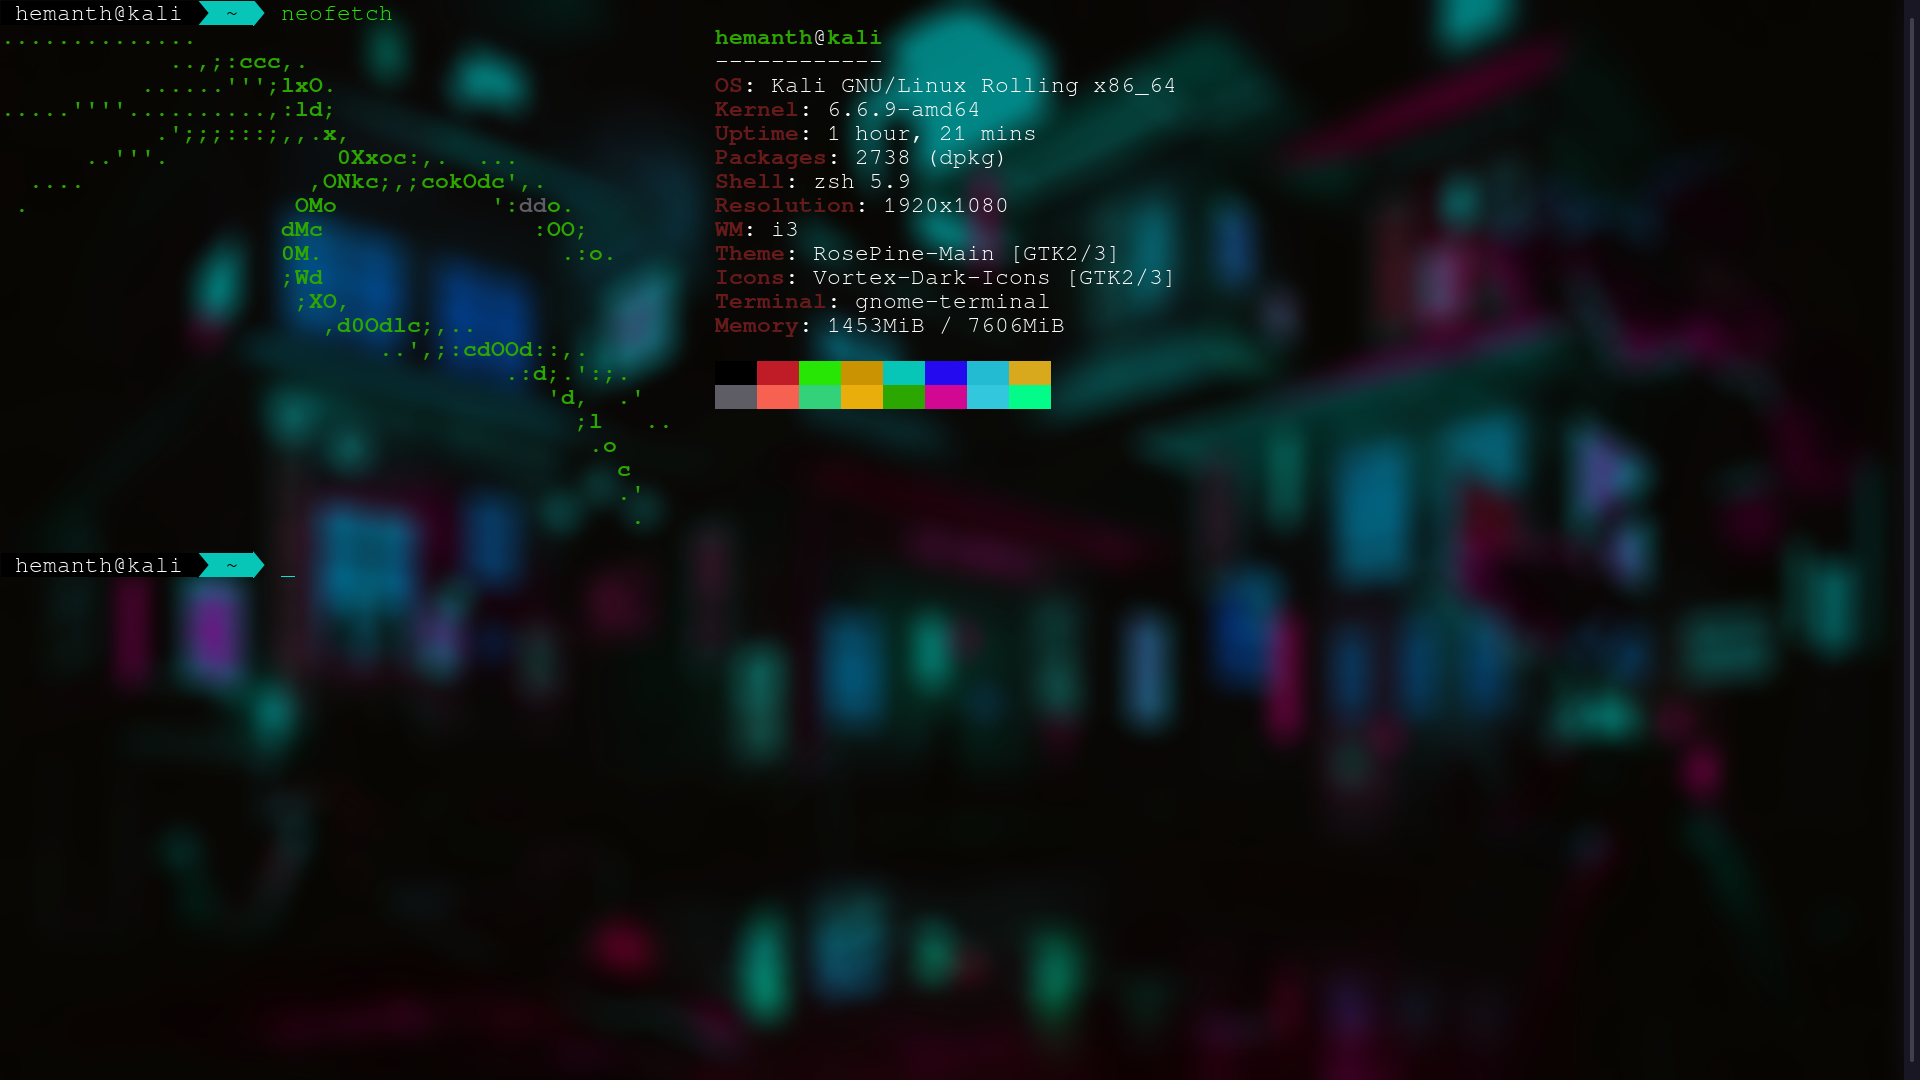 hemanth@kali ~ neofetch
..............
..,;:ccc,.
......''';lxO.
.....''''..........,:ld;
.';;;:::;,,.x,
..'''. 0Xxoc:,. ...
.... ,ONkc;,;cokOdc',.
. OMo ':ddo.
dMc :OO;
0M. .:o.
;Wd
;XO,
,d0Odlc;,..
..',;:cdOOd::,.
.:d;.':;.
'd, .'
;l ..
.o
c
.'
.
hemanth@kali
------------
OS: Kali GNU/Linux Rolling x86_64
Kernel: 6.6.9-amd64
Uptime: 1 hour, 21 mins
Packages: 2738 (dpkg)
Shell: zsh 5.9
Resolution: 1920x1080
WM: i3
Theme: RosePine-Main [GTK2/3]
Icons: Vortex-Dark-Icons [GTK2/3]
Terminal: gnome-terminal
Memory: 1453MiB / 7606MiB
hemanth@kali ~ _